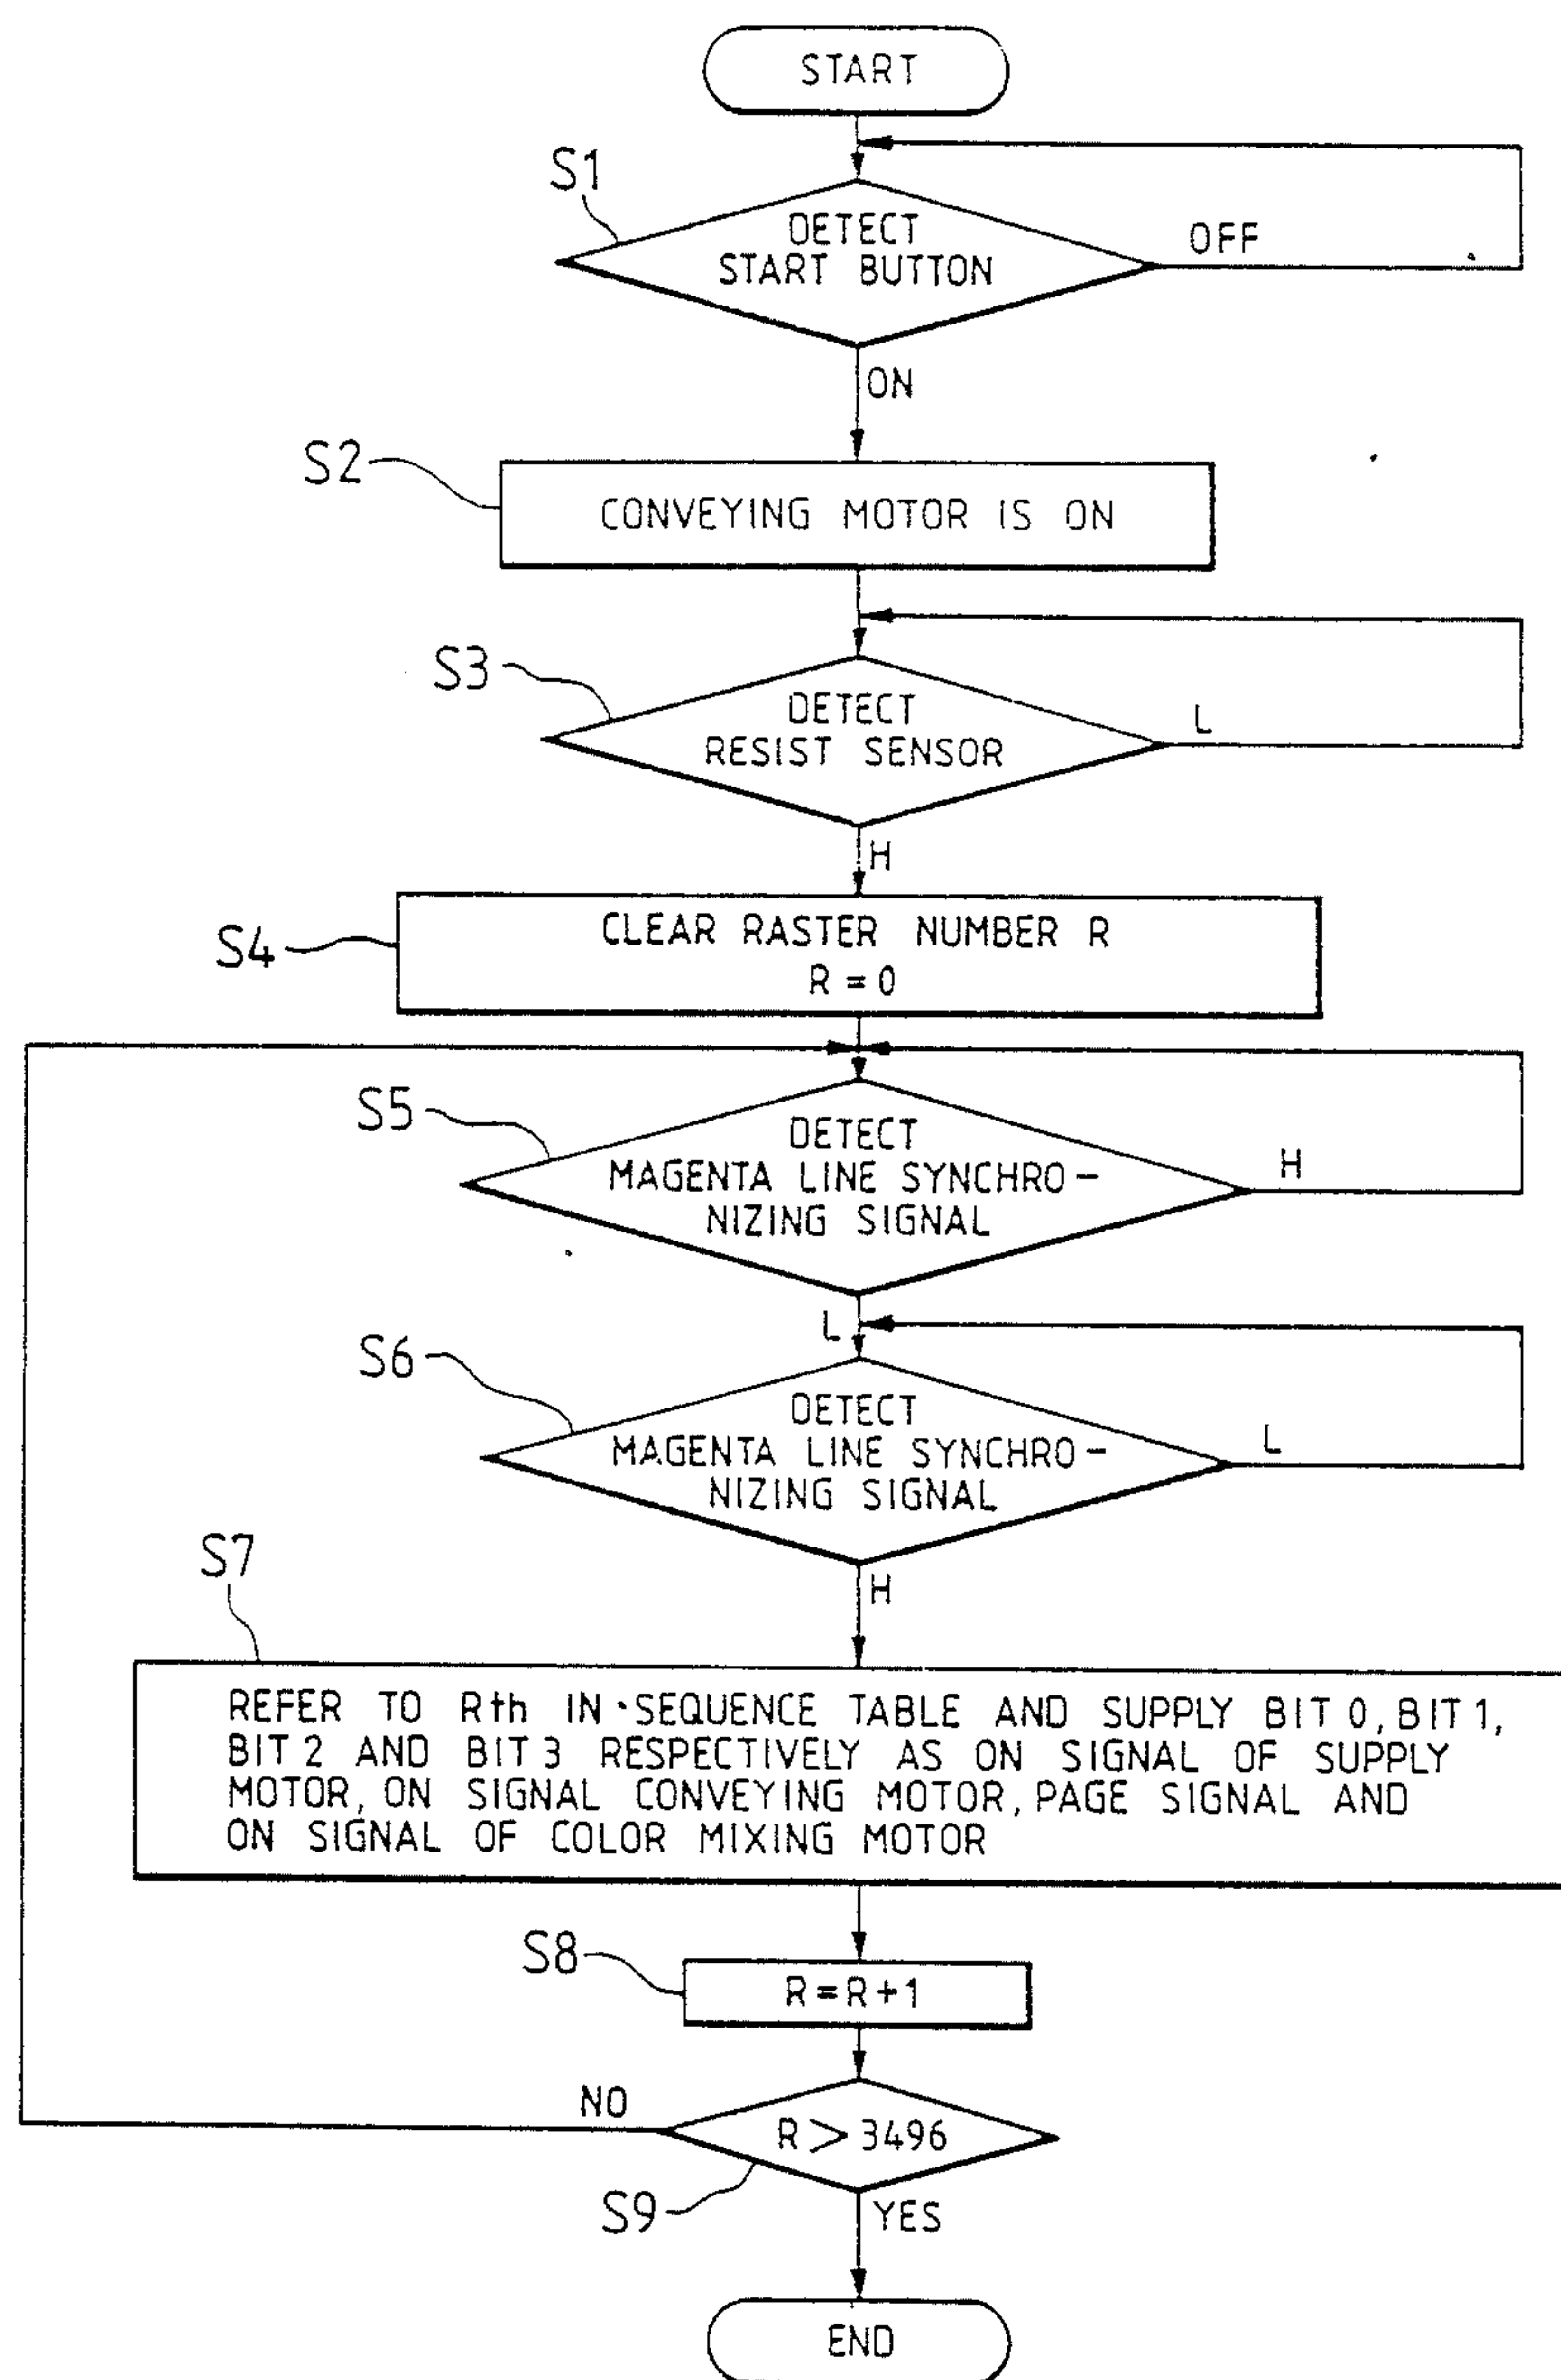 START
S1
DETECT
START BUTTON
OFF
ON
S2
CONVEYING MOTOR IS ON
S3
DETECT
RESIST SENSOR
L
H
S4
CLEAR RASTER NUMBER R
R = 0
S5
DETECT
MAGENTA LINE SYNCHRO-
NIZING SIGNAL
H
L
S6
DETECT
MAGENTA LINE SYNCHRO-
NIZING SIGNAL
L
H
S7
REFER TO Rth IN SEQUENCE TABLE AND SUPPLY BIT 0, BIT 1,
BIT 2 AND BIT 3 RESPECTIVELY AS ON SIGNAL OF SUPPLY
MOTOR, ON SIGNAL CONVEYING MOTOR, PAGE SIGNAL AND
ON SIGNAL OF COLOR MIXING MOTOR
S8
R = R + 1
NO
R > 3496
S9
YES
END